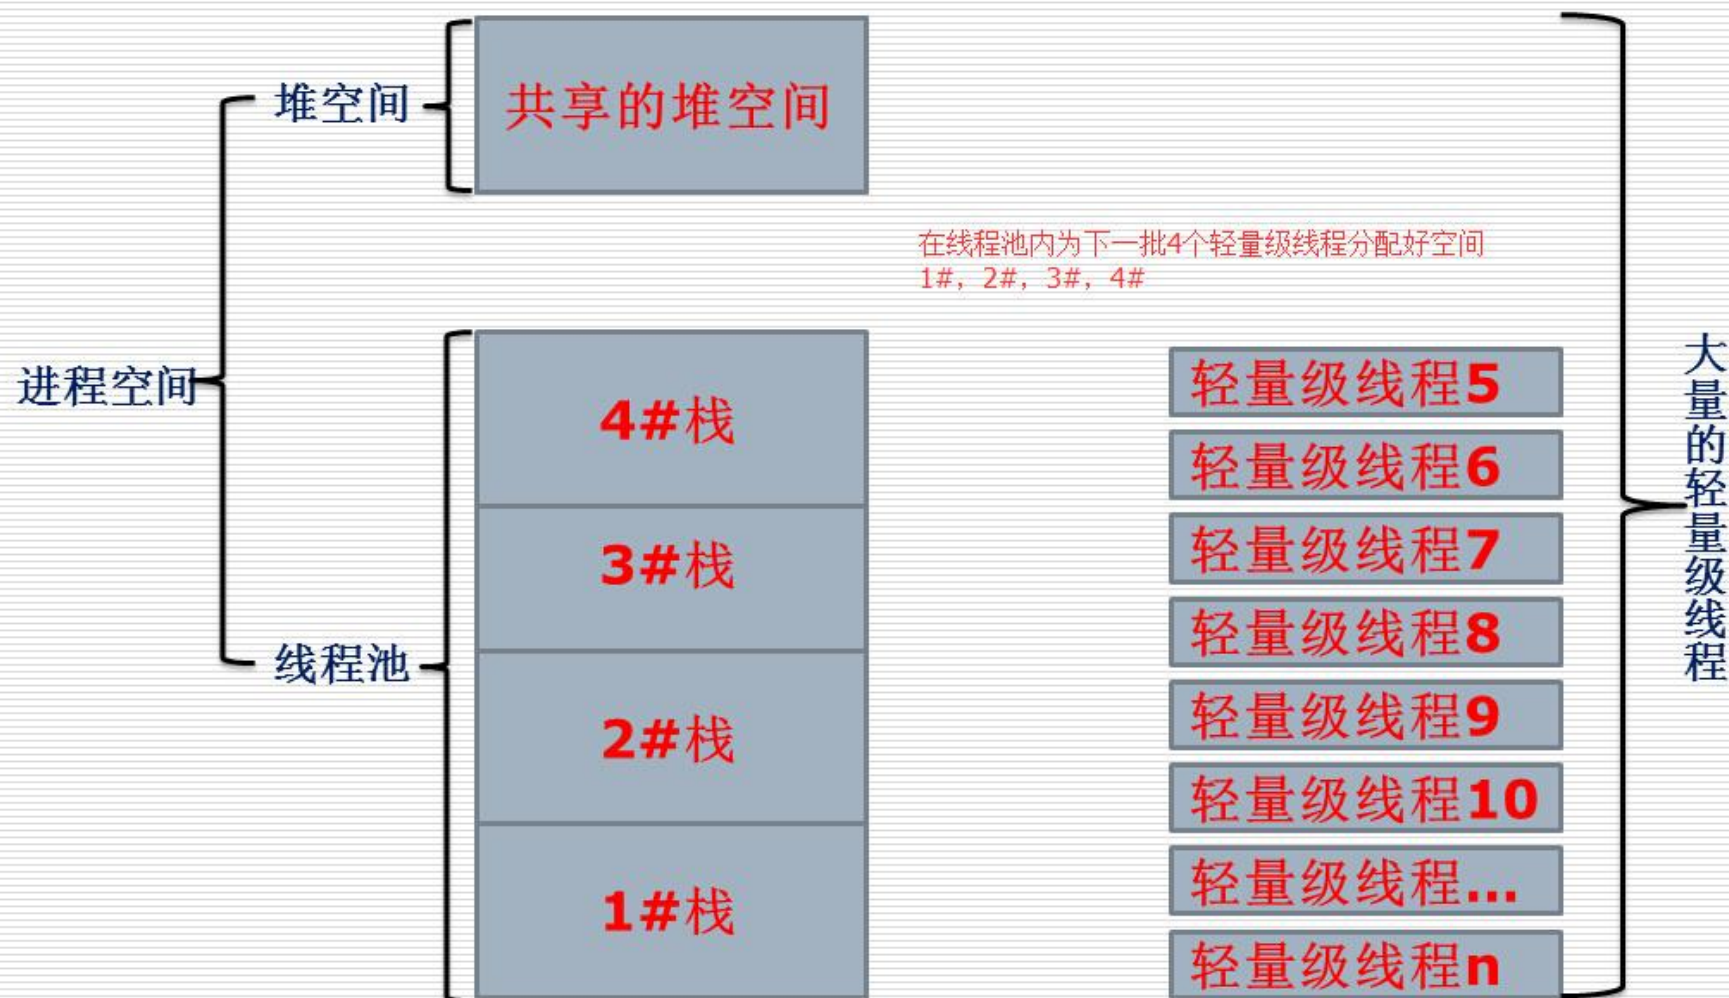 堆空间
共享的堆空间
在线程池内为下一批4个轻量级线程分配好空间
1#，2#，3#，4#
进程空间
线程池
4#栈
3#栈
2#栈
1#栈
轻量级线程5
轻量级线程6
轻量级线程7
轻量级线程8
轻量级线程9
轻量级线程10
轻量级线程...
轻量级线程n
大量的轻量级线程